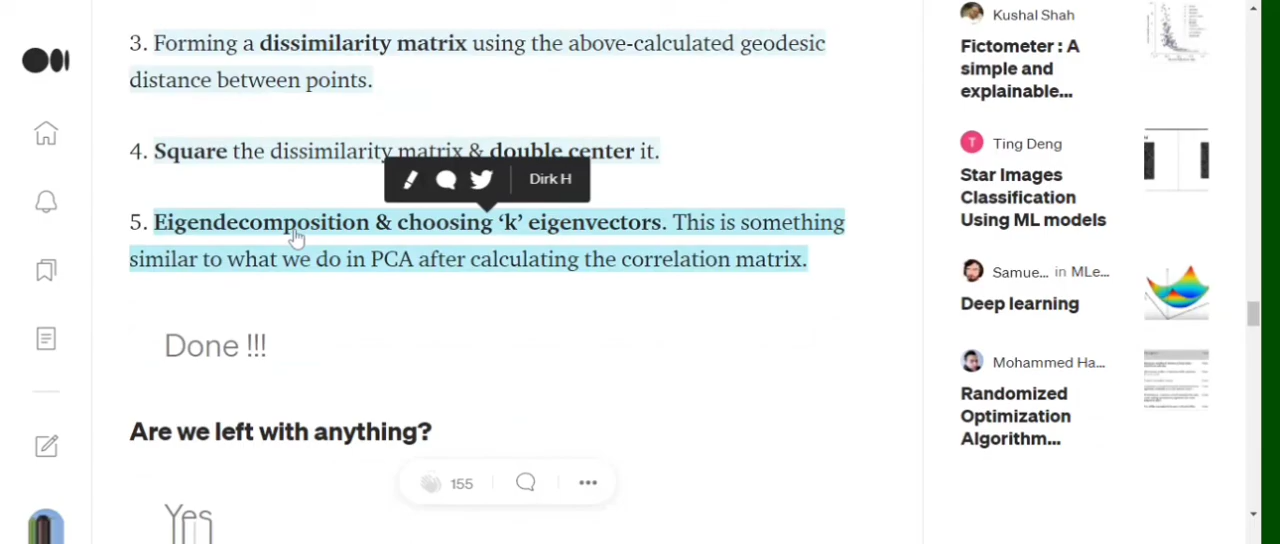 3. Forming a dissimilarity matrix using the above-calculated geodesic
distance between points.
4. Square the dissimilarity matrix & double center it.
Dirk H
5. Eigendecomposition & choosing ‘k’ eigenvectors. This is something
similar to what we do in PCA after calculating the correlation matrix.
Done !!!
Are we left with anything?
155
Yes
Kushal Shah
Fictometer : A
simple and
explainable...
T
Ting Deng
Star Images
Classification
Using ML models
Samue... in MLe...
Deep learning
Mohammed Ha...
Randomized
Optimization
Algorithm...